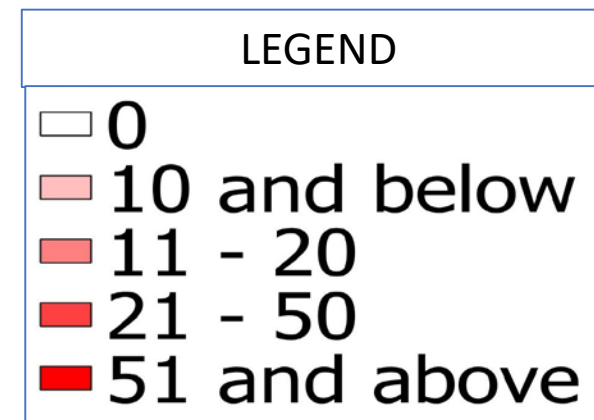 LEGEND
0
10 and below
11 - 20
21 - 50
51 and above